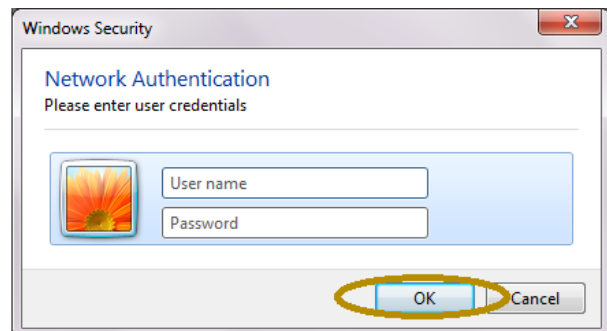 Windows Security
Network Authentication
Please enter user credentials
User name
Password
OK Cancel